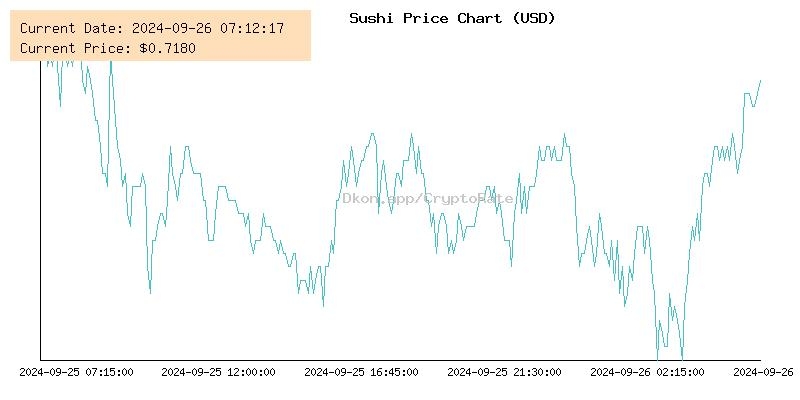 Sushi Price Chart (USD)
Current Date: 2024-09-26 07:12:17
Current Price: $0.7180
Dkon.app/CryptoRate
2024-09-25 07:15:00
2024-09-25 12:00:00
2024-09-25 16:45:00
2024-09-25 21:30:00
2024-09-26 02:15:00
2024-09-26